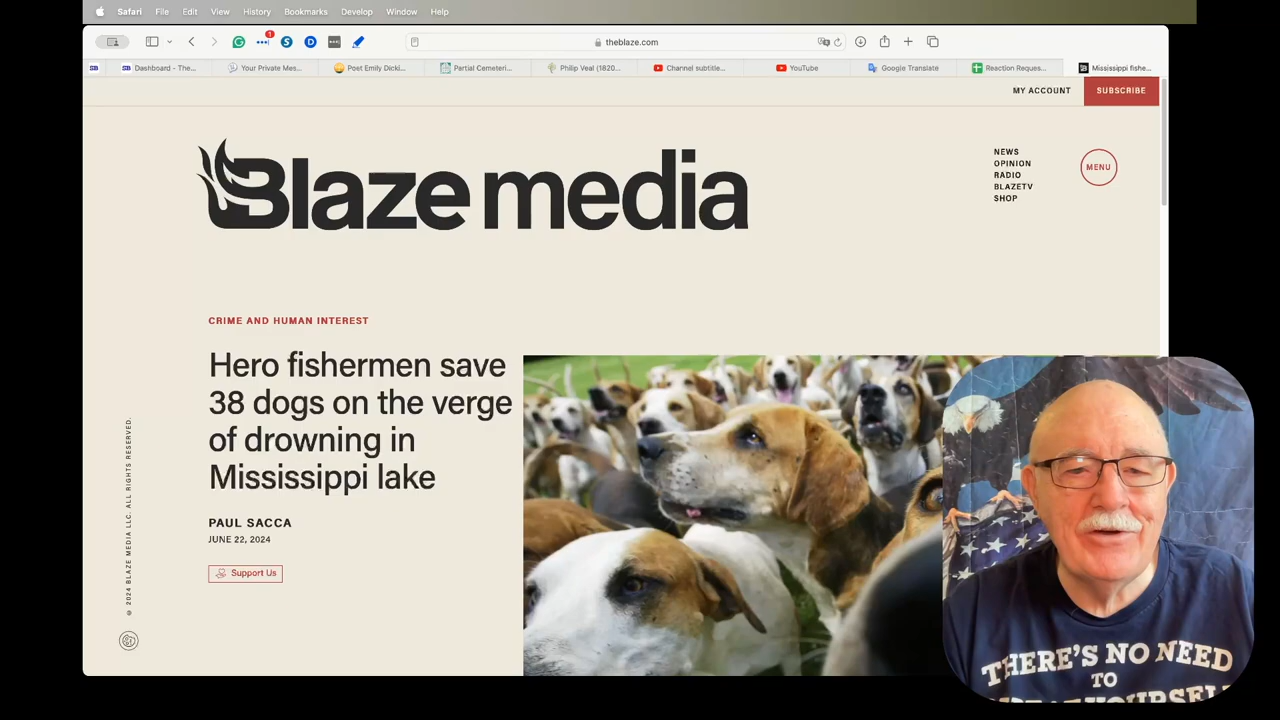 Safari File Edit View History Bookmarks Develop Window Help
1
theblaze.com
Dashboard - The... Your Private Mes... Poet Emily Dicki... Partial Cemeteri... Philip Veal (1820... Channel subtitle... YouTube Google Translate Reaction Reques... Mississippi fishe...
MY ACCOUNT SUBSCRIBE
Blaze media
NEWS
OPINION
RADIO
BLAZETV
SHOP
MENU
CRIME AND HUMAN INTEREST
Hero fishermen save
38 dogs on the verge
of drowning in
Mississippi lake
PAUL SACCA
JUNE 22, 2024
Support Us
© 2024 BLAZE MEDIA LLC. ALL RIGHTS RESERVED.
THERE'S NO NEED
TO